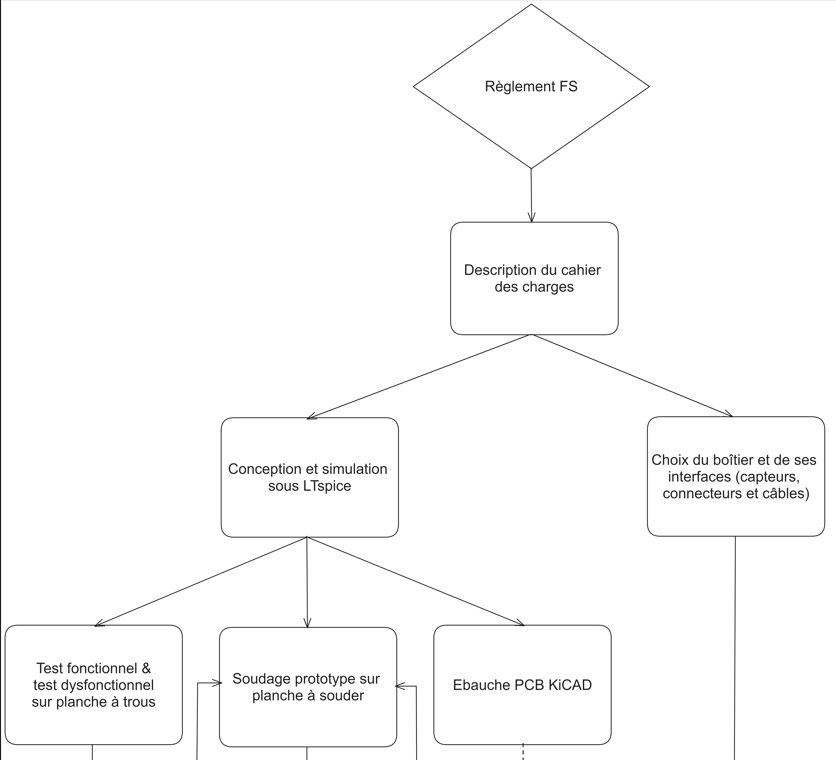 Règlement FS
Description du cahier
des charges
Conception et simulation
sous LTspice
Choix du boîtier et de ses
interfaces (capteurs,
connecteurs et câbles)
Test fonctionnel &
test dysfonctionnel
sur planche à trous
Soudage prototype sur
planche à souder
Ebauche PCB KiCAD